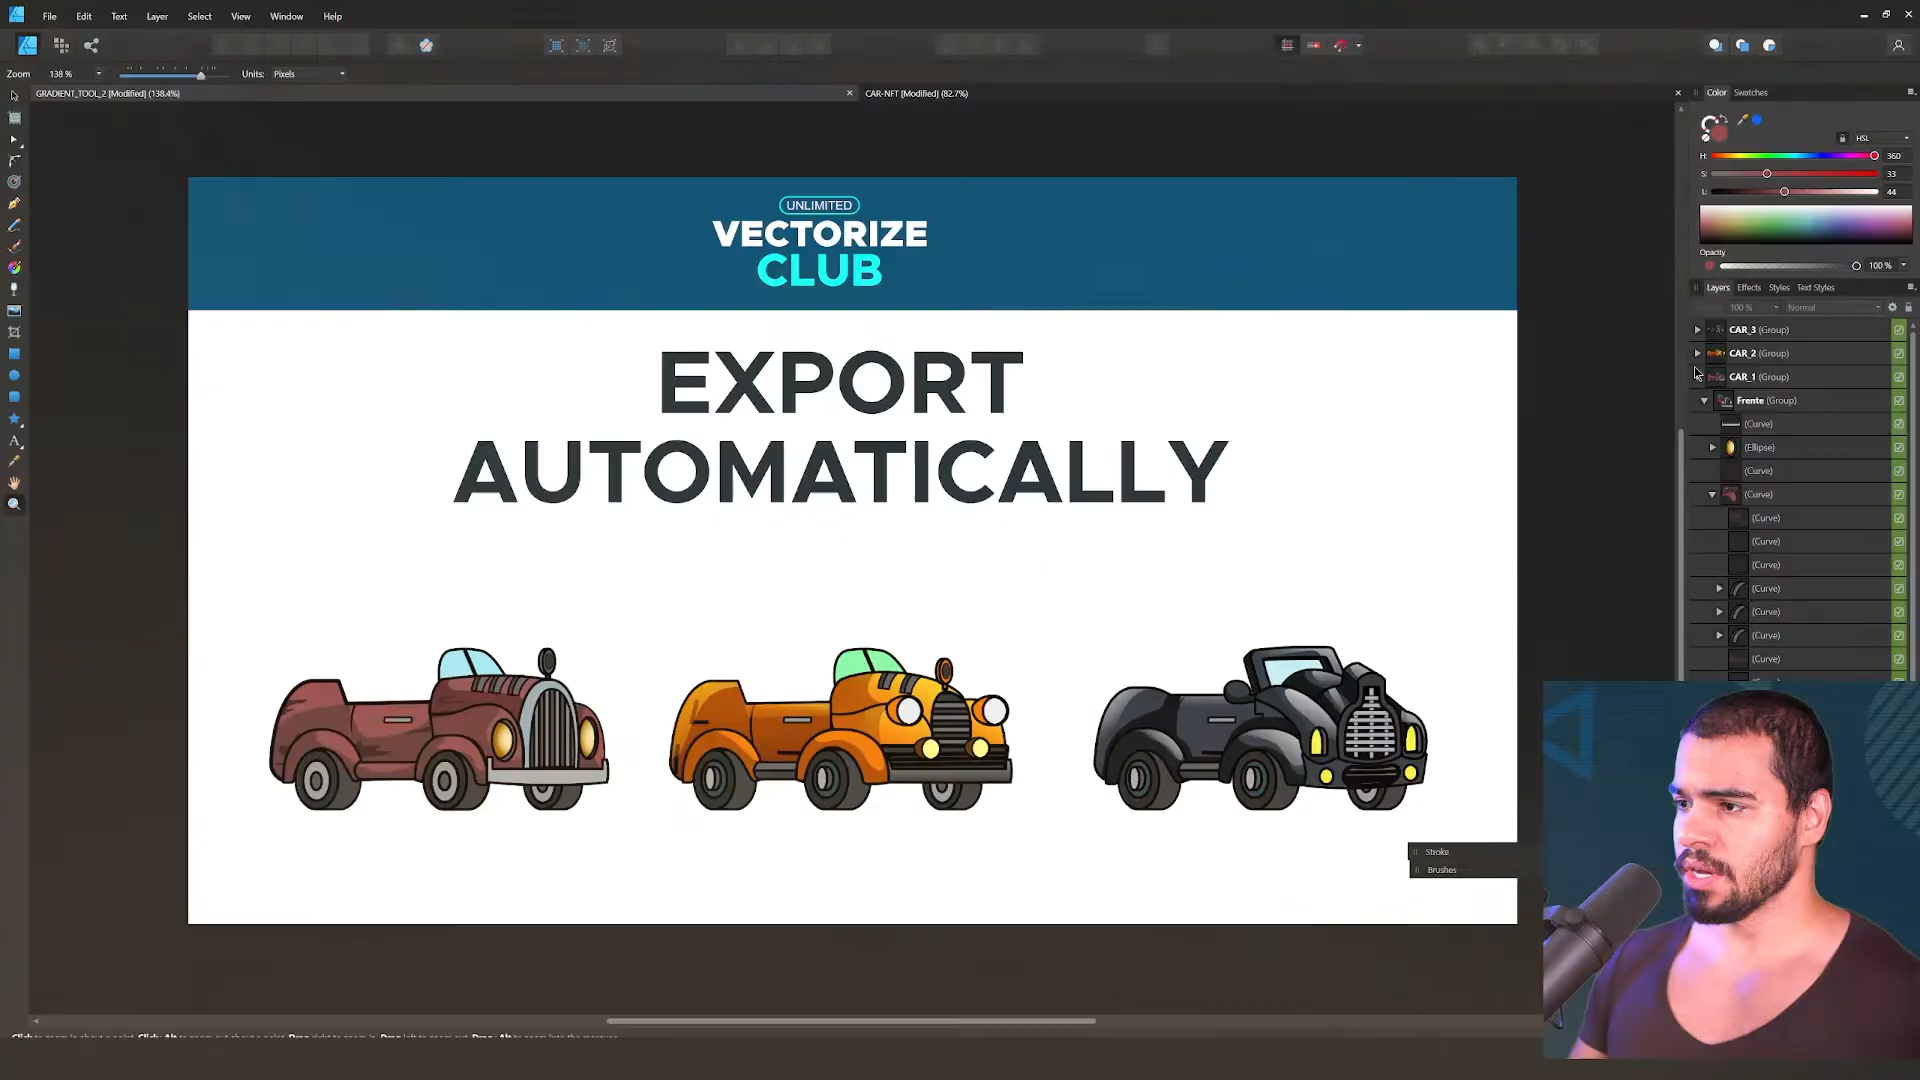 File Edit Text Layer Select View Window Help
Zoom 138 % Units: Pixels
GRADIENT_TOOL_2 [Modified] (138.4%)
CAR-NFT [Modified] (82.7%)
UNLIMITED
VECTORIZE
CLUB
EXPORT
AUTOMATICALLY
Stroke
Brushes
Color Swatches
HSL
H: 360
S: 33
L: 44
Opacity
100 %
Layers Effects Styles Text Styles
100 % Normal
CAR_3 (Group)
CAR_2 (Group)
CAR_1 (Group)
Frente (Group)
(Curve)
(Ellipse)
(Curve)
(Curve)
(Curve)
(Curve)
(Curve)
(Curve)
(Curve)
(Curve)
(Curve)